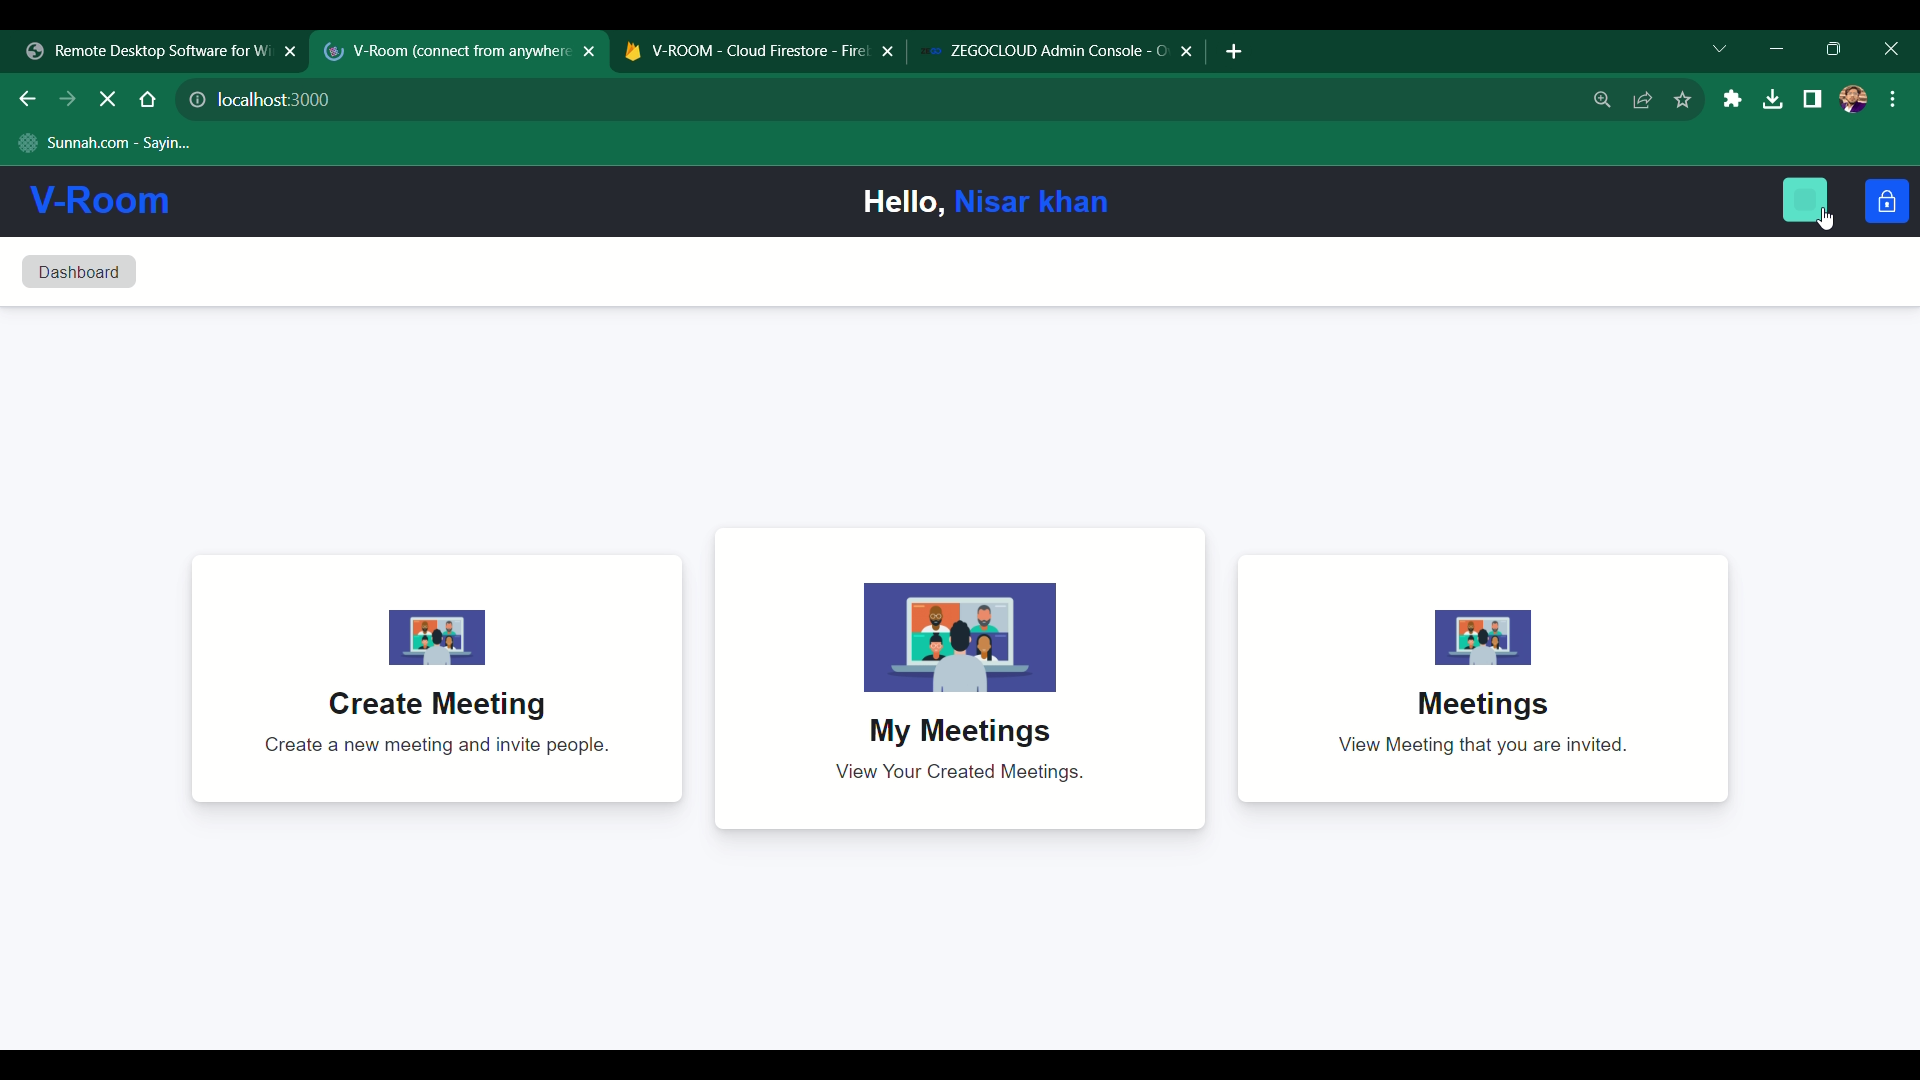 Remote Desktop Software for Wi
V-Room (connect from anywhere
V-ROOM - Cloud Firestore - Fire
ZEGOCLOUD Admin Console - O
localhost:3000
Sunnah.com - Sayin...
V-Room
Hello, Nisar khan
Dashboard
Create Meeting
Create a new meeting and invite people.
My Meetings
View Your Created Meetings.
Meetings
View Meeting that you are invited.